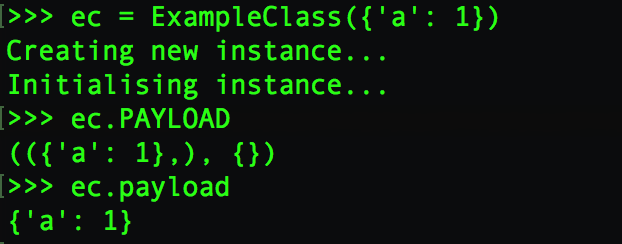 >>> ec = ExampleClass({'a': 1})
Creating new instance...
Initialising instance...
>>> ec.PAYLOAD
(({'a': 1},), {})
>>> ec.payload
{'a': 1}